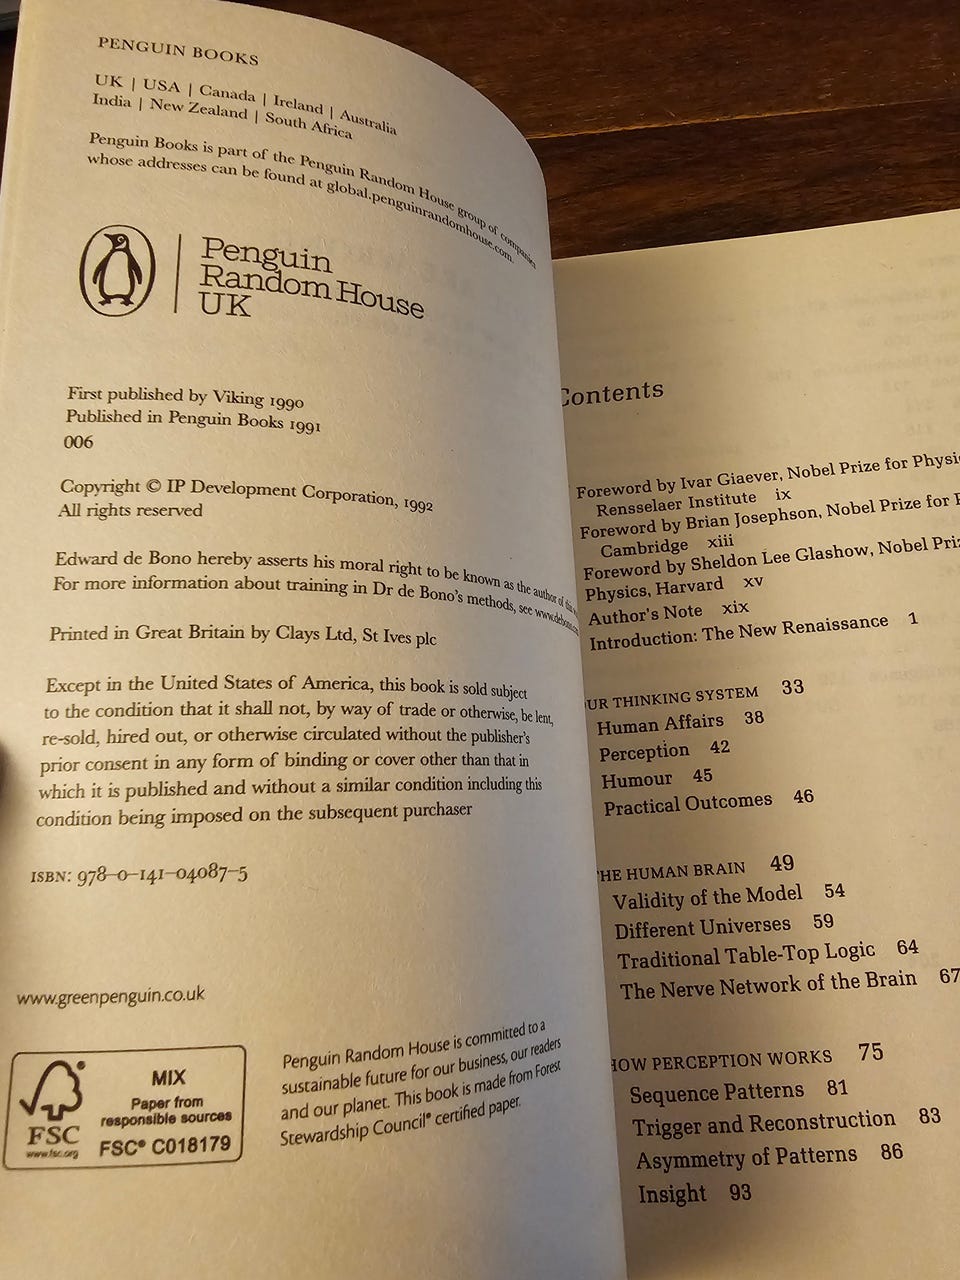 PENGUIN BOOKS
UK | USA | Canada | Ireland | Australia
India | New Zealand | South Africa
Penguin Books is part of the Penguin Random House group of companies
whose addresses can be found at global.penguinrandomhouse.com.
Penguin
Random House
UK
First published by Viking 1990
Published in Penguin Books 1991
006
Copyright © IP Development Corporation, 1992
All rights reserved
Edward de Bono hereby asserts his moral right to be known as the author of this
For more information about training in Dr de Bono's methods, see www.debono.com
Printed in Great Britain by Clays Ltd, St Ives plc
Except in the United States of America, this book is sold subject
to the condition that it shall not, by way of trade or otherwise, be lent,
re-sold, hired out, or otherwise circulated without the publisher's
prior consent in any form of binding or cover other than that in
which it is published and without a similar condition including this
condition being imposed on the subsequent purchaser
ISBN: 978-0-141-04087-5
www.greenpenguin.co.uk
FSC
www.fsc.org
MIX
Paper from
responsible sources
FSC® C018179
Penguin Random House is committed to a
sustainable future for our business, our readers
and our planet. This book is made from Forest
Stewardship Council® certified paper.
Contents
Foreword by Ivar Giaever, Nobel Prize for Physi
Rensselaer Institute ix
Foreword by Brian Josephson, Nobel Prize for P
Cambridge xiii
Foreword by Sheldon Lee Glashow, Nobel Priz
Physics, Harvard xv
Author's Note xix
Introduction: The New Renaissance 1
UR THINKING SYSTEM 33
Human Affairs 38
Perception 42
Humour 45
Practical Outcomes 46
HE HUMAN BRAIN 49
Validity of the Model 54
Different Universes 59
Traditional Table-Top Logic 64
The Nerve Network of the Brain 67
HOW PERCEPTION WORKS 75
Sequence Patterns 81
Trigger and Reconstruction 83
Asymmetry of Patterns 86
Insight 93